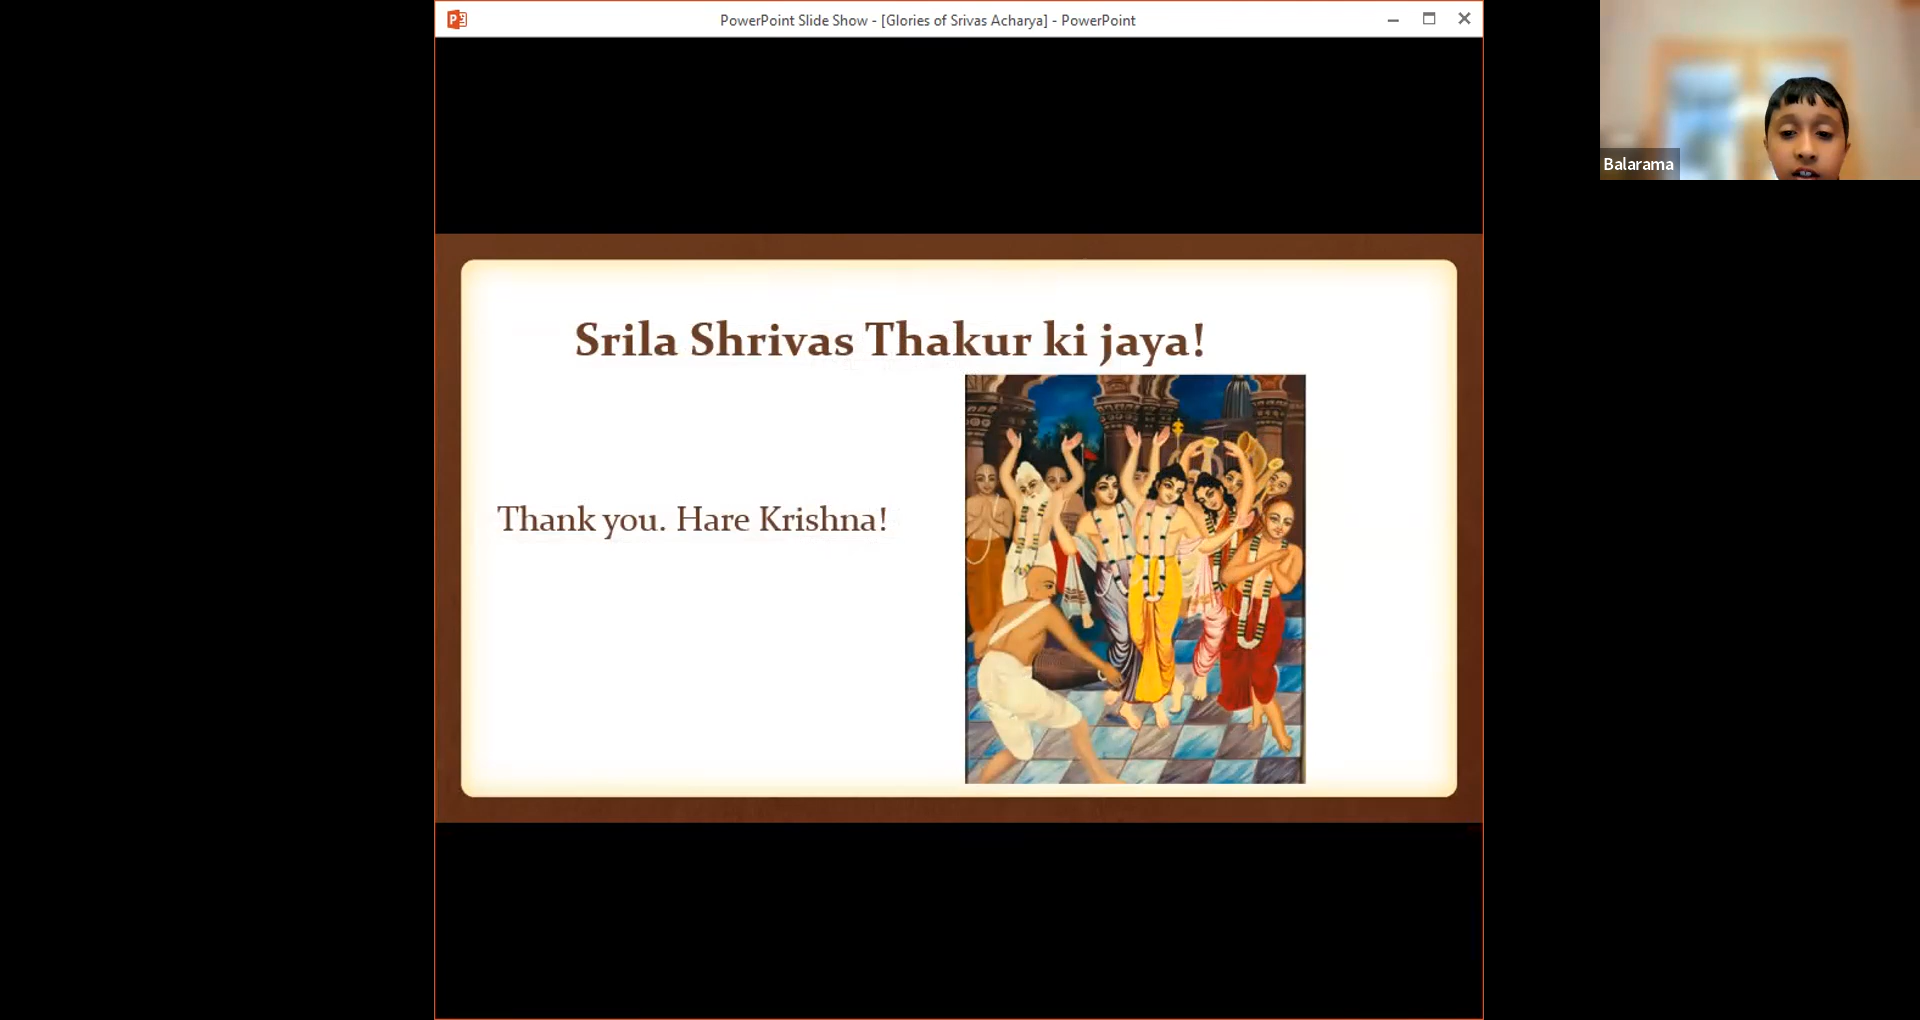 PowerPoint Slide Show - [Glories of Srivas Acharya] - PowerPoint
Balarama
Srila Shrivas Thakur ki jaya!
Thank you. Hare Krishna!